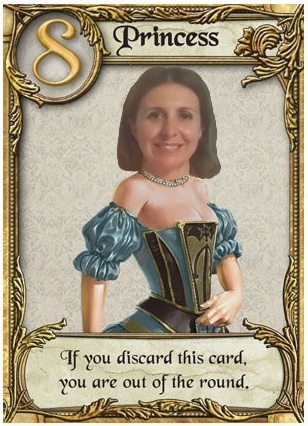 8 Princess
If you discard this card,
you are out of the round.